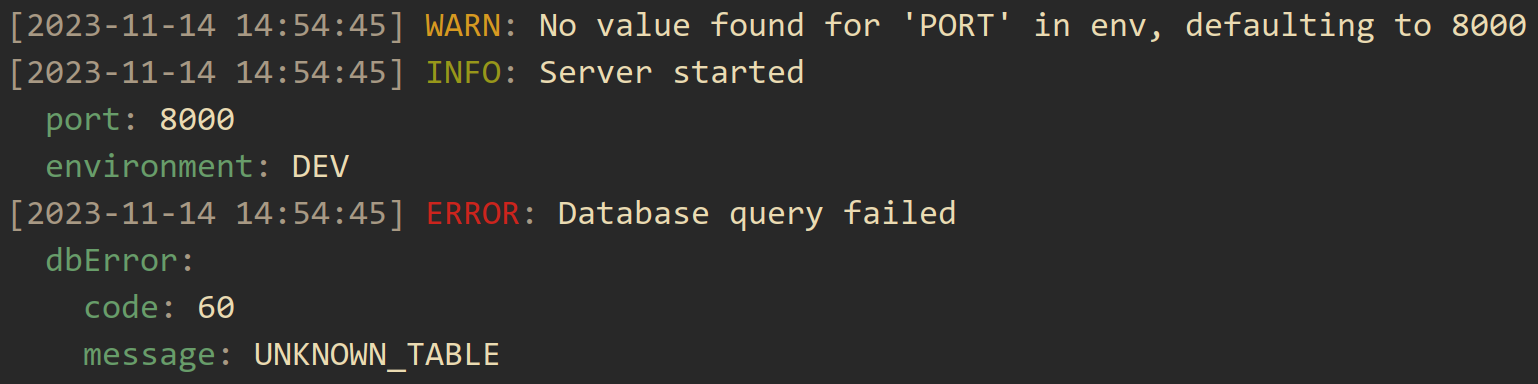 [2023-11-14 14:54:45] WARN: No value found for 'PORT' in env, defaulting to 8000
[2023-11-14 14:54:45] INFO: Server started
  port: 8000
  environment: DEV
[2023-11-14 14:54:45] ERROR: Database query failed
  dbError:
    code: 60
    message: UNKNOWN_TABLE